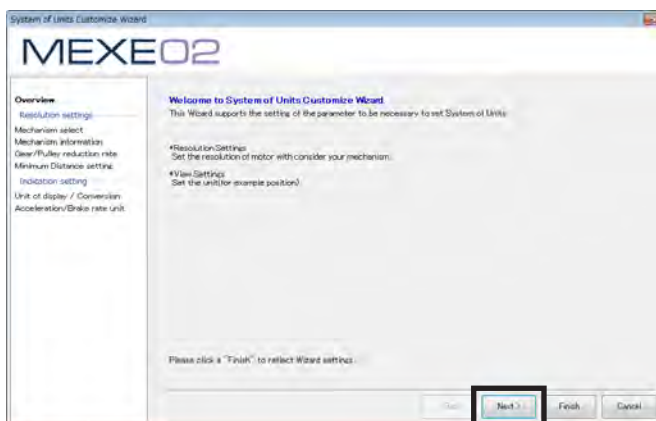 System of Units Customize Wizard
MEXE02
Overview
Resolution settings
Mechanism select
Mechanism information
Gear/Pulley reduction rate
Minimum Distance setting
Indication setting
Unit of display / Conversion
Acceleration/Brake rate unit
Welcome to System of Units Customize Wizard
This Wizard supports the setting of the parameter to be necessary to set System of Units
*Resolution Settings
Set the resolution of motor with consider your mechanism.
*View Settings
Set the unit(for example position)
Please click a "Finish" to reflect Wizard settings.
Next >
Finish
Cancel